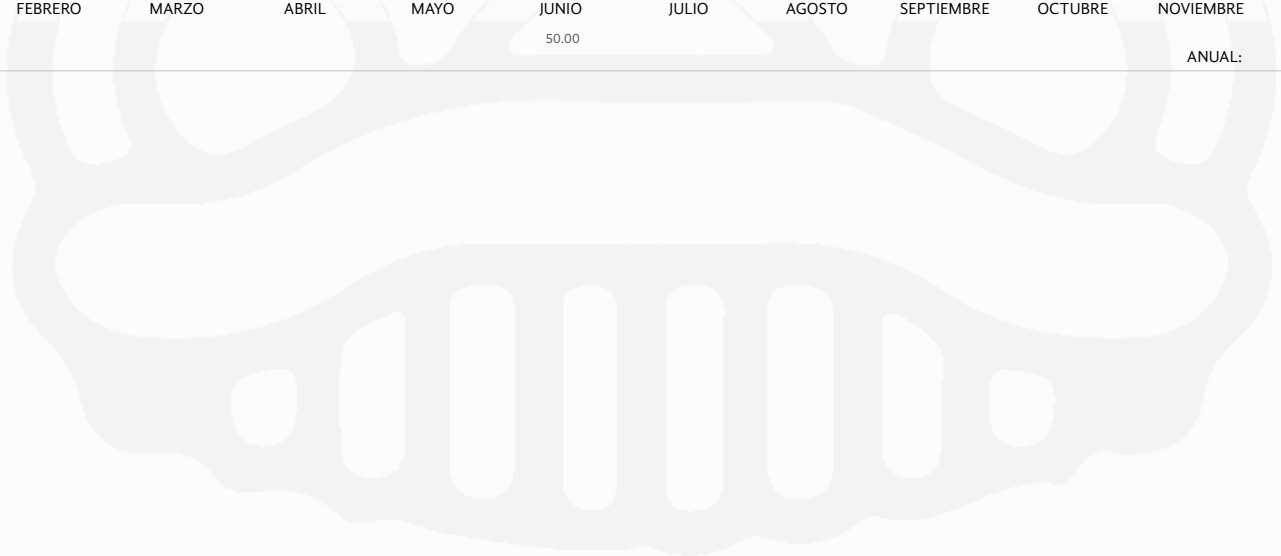 FEBRERO MARZO ABRIL MAYO JUNIO JULIO AGOSTO SEPTIEMBRE OCTUBRE NOVIEMBRE
50.00
ANUAL: